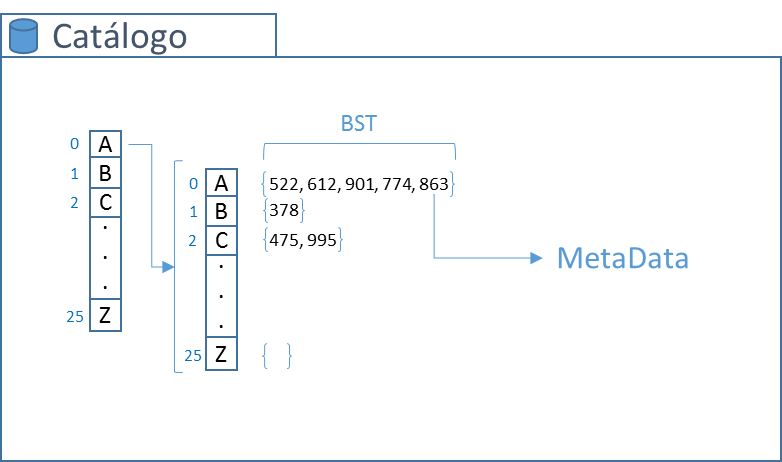 Catálogo
BST
0 A
1 B
2 C
.
.
.
25 Z
0 A {522, 612, 901, 774, 863}
1 B {378}
2 C {475, 995}
.
.
.
25 Z { }
MetaData